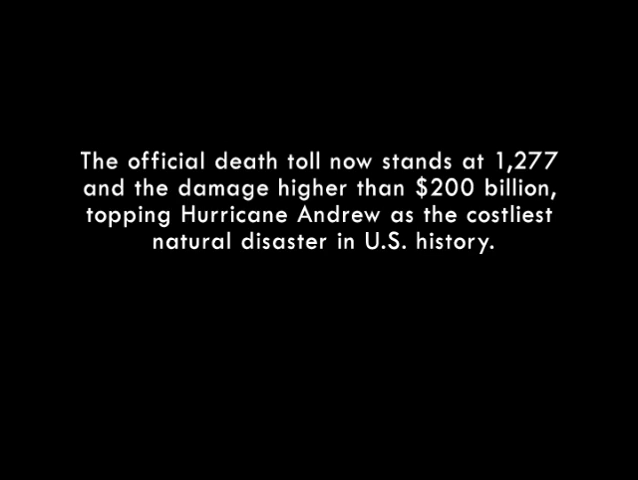 The official death toll now stands at 1,277
and the damage higher than $200 billion,
topping Hurricane Andrew as the costliest
natural disaster in U.S. history.